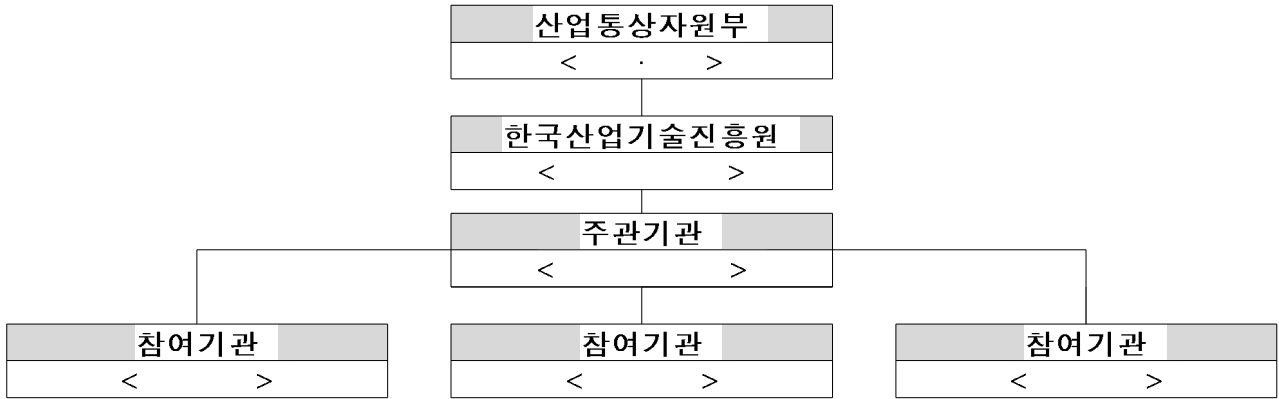 산업통상자원부
< · >
한국산업기술진흥원
< >
주관기관
< >
참여기관 참여기관 참여기관
< > < > < >